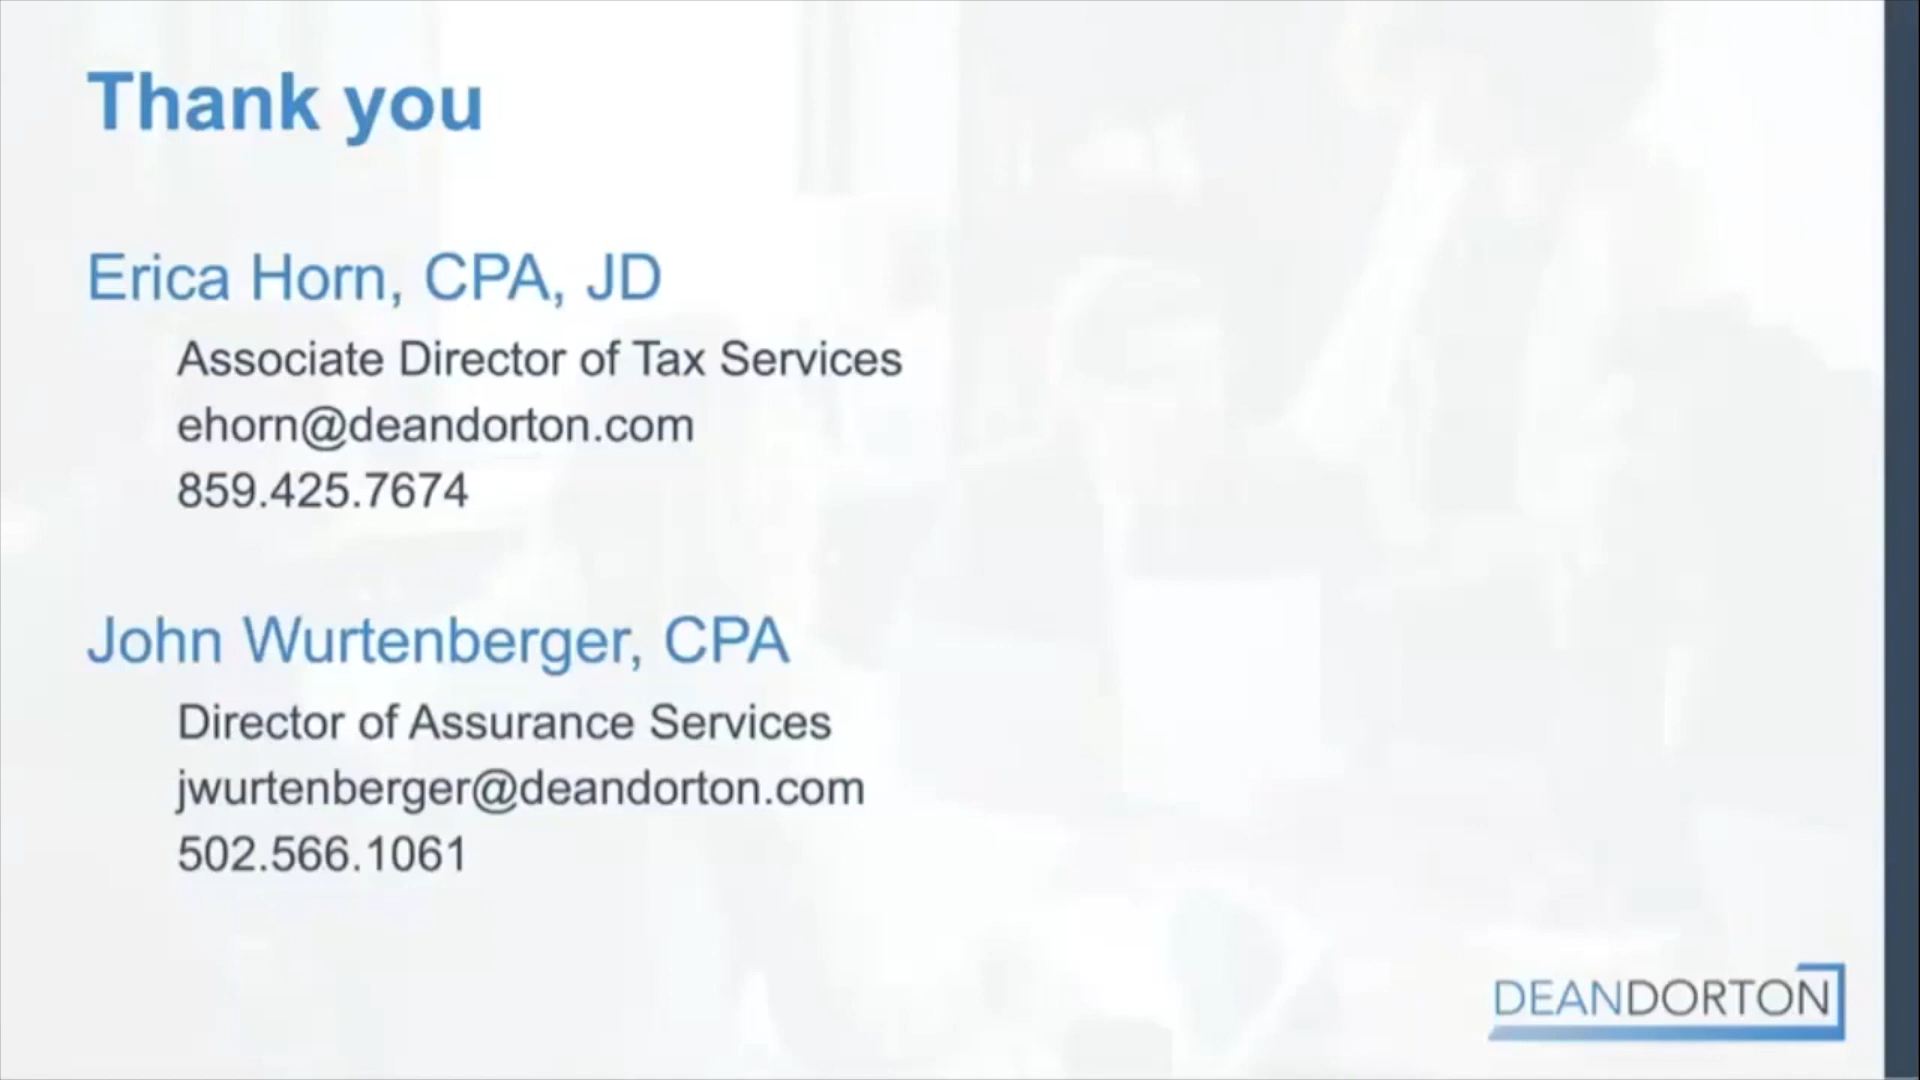 Thank you
Erica Horn, CPA, JD
Associate Director of Tax Services
ehorn@deandorton.com
859.425.7674
John Wurtenberger, CPA
Director of Assurance Services
jwurtenberger@deandorton.com
502.566.1061
DEANDORTON